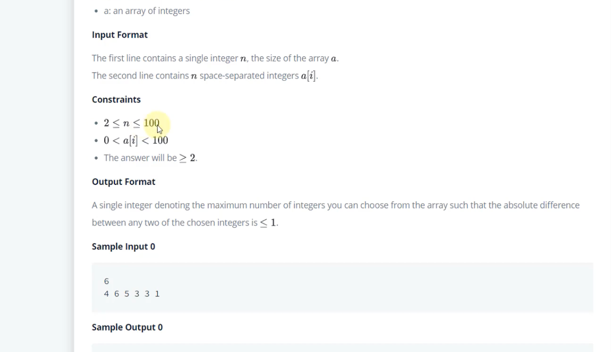 • a: an array of integers
Input Format
The first line contains a single integer n, the size of the array a.
The second line contains n space-separated integers a[i].
Constraints
• 2 ≤ n ≤ 100
• 0 < a[i] < 100
• The answer will be ≥ 2.
Output Format
A single integer denoting the maximum number of integers you can choose from the array such that the absolute difference
between any two of the chosen integers is ≤ 1.
Sample Input 0
6
4 6 5 3 3 1
Sample Output 0